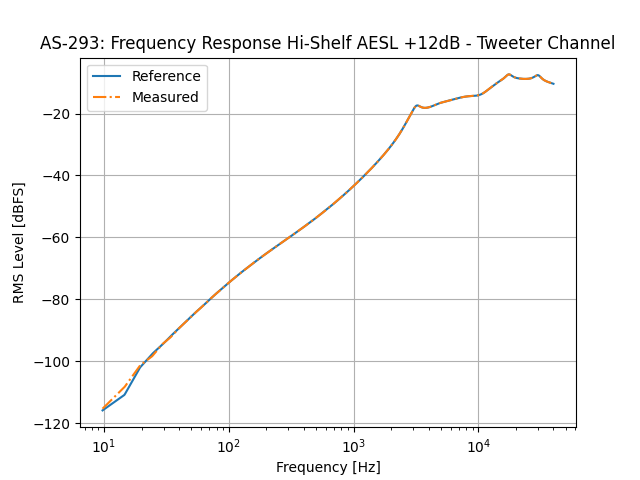 AS-293: Frequency Response Hi-Shelf AESL +12dB - Tweeter Channel
Reference
Measured
−20
−40
−60
−80
−100
−120
RMS Level [dBFS]
10¹ 10² 10³ 10⁴
Frequency [Hz]